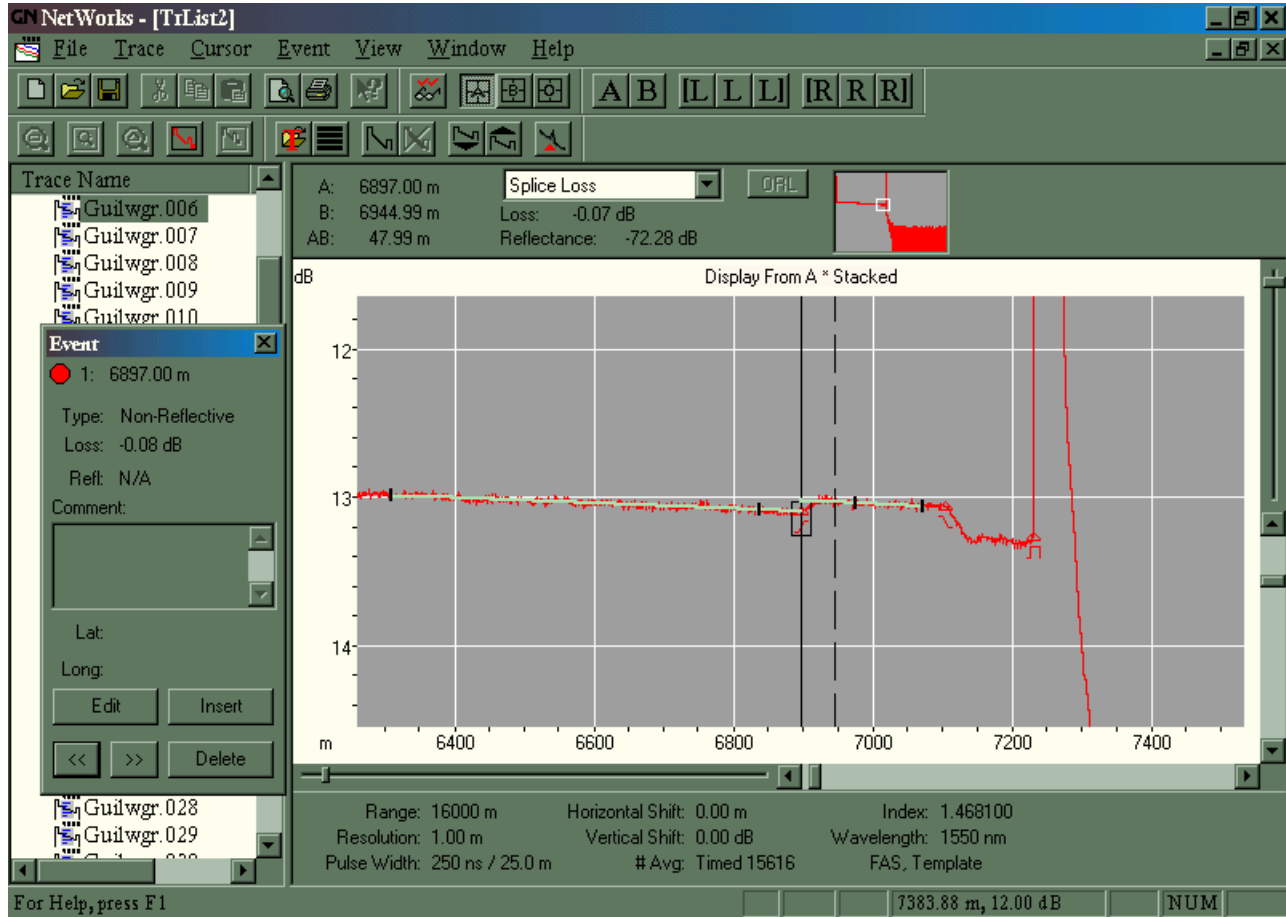 GN NetWorks - [TrList2]
File Trace Cursor Event View Window Help
A B [L L L] [R R R]
Trace Name
Guilwgr.006
Guilwgr.007
Guilwgr.008
Guilwgr.009
Guilwgr.010
A: 6897.00 m
B: 6944.99 m
AB: 47.99 m
Splice Loss
ORL
Loss: -0.07 dB
Reflectance: -72.28 dB
Event
1: 6897.00 m
Type: Non-Reflective
Loss: -0.08 dB
Refl: N/A
Comment:
Lat:
Long:
Edit Insert
<< >> Delete
Guilwgr.028
Guilwgr.029
dB
Display From A * Stacked
12
13
14
m 6400 6600 6800 7000 7200 7400
Range: 16000 m Horizontal Shift: 0.00 m Index: 1.468100
Resolution: 1.00 m Vertical Shift: 0.00 dB Wavelength: 1550 nm
Pulse Width: 250 ns / 25.0 m # Avg: Timed 15616 FAS, Template
For Help, press F1 7383.88 m, 12.00 dB NUM